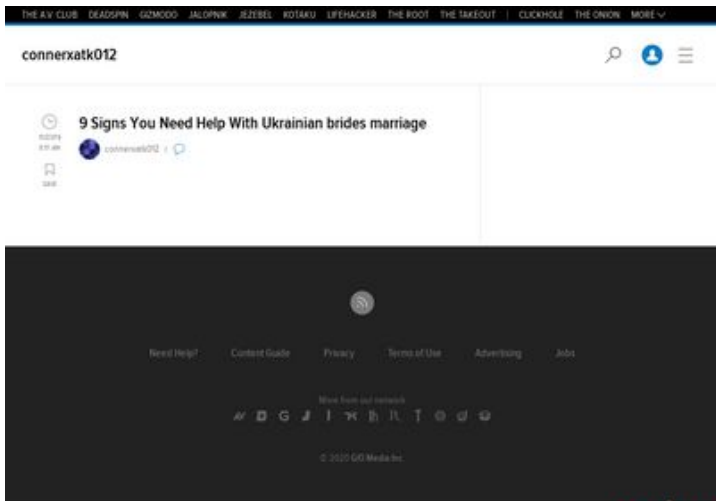 THE A.V. CLUB DEADSPIN GIZMODO JALOPNIK JEZEBEL KOTAKU LIFEHACKER THE ROOT THE TAKEOUT | CLICKHOLE THE ONION MORE
connerxatk012
9 Signs You Need Help With Ukrainian brides marriage
connerxatk012 |
Save
Need Help? Content Guide Privacy Terms of Use Advertising Jobs
More from our network
© 2020 G/O Media Inc.